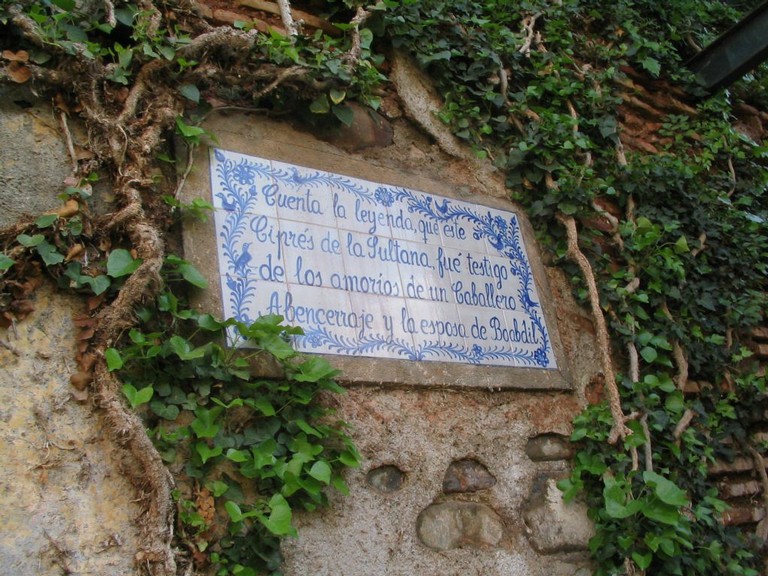 Cuenta la leyenda, que este
Ciprés de la Sultana, fué testigo
de los amorios de un Caballero
Abencerraje y la esposa de Boabdil